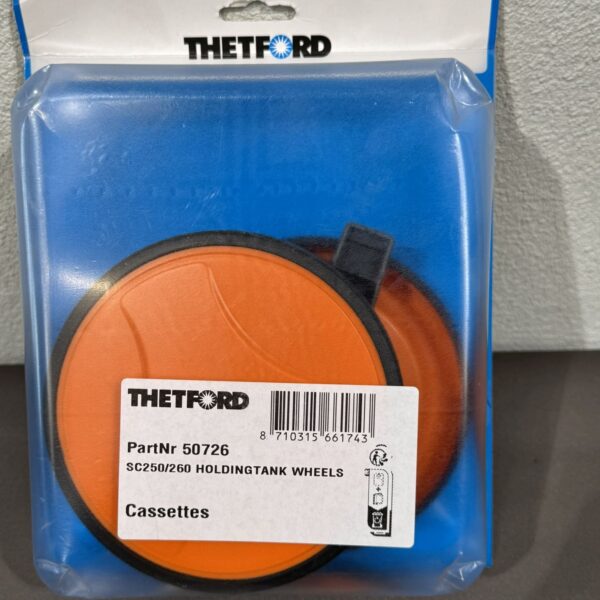 THETFORD
THETFORD
8 710315 661743
PartNr 50726
SC250/260 HOLDINGTANK WHEELS
Cassettes